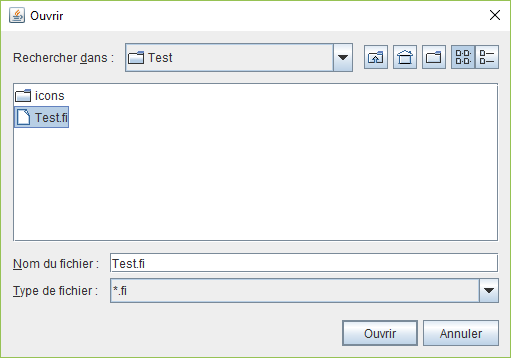 Ouvrir
Rechercher dans : Test
icons
Test.fi
Nom du fichier : Test.fi
Type de fichier : *.fi
Ouvrir Annuler